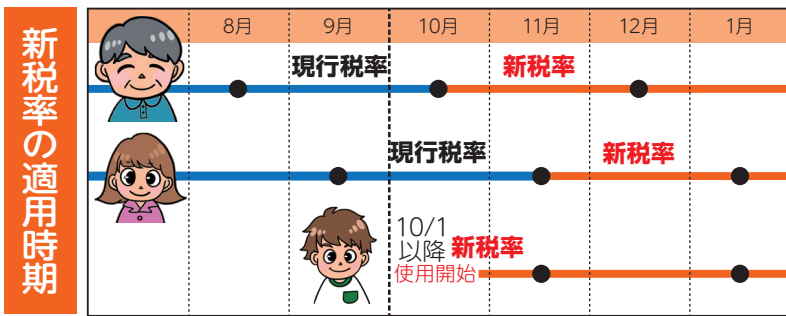 新税率の適用時期
8月 9月 10月 11月 12月 1月
現行税率 新税率
現行税率 新税率
10/1
以降 新税率
使用開始